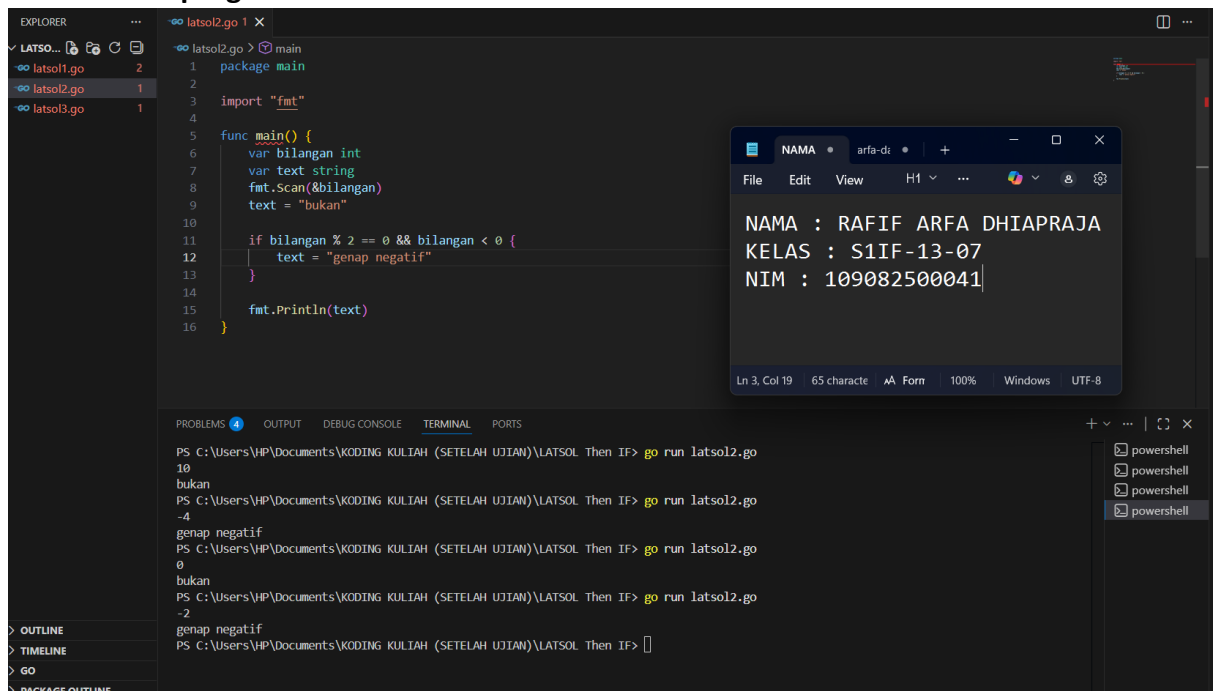 EXPLORER ...
LATSO...
latsol1.go 2
latsol2.go 1
latsol3.go 1
OUTLINE
TIMELINE
GO
PACKAGE OUTLINE
latsol2.go 1
latsol2.go > main
1 package main
2
3 import "fmt"
4
5 func main() {
6 var bilangan int
7 var text string
8 fmt.Scan(&bilangan)
9 text = "bukan"
10
11 if bilangan % 2 == 0 && bilangan < 0 {
12 text = "genap negatif"
13 }
14
15 fmt.Println(text)
16 }
NAMA arfa-da
File Edit View H1 ...
NAMA : RAFIF ARFA DHIAPRAJA
KELAS : S1IF-13-07
NIM : 109082500041
Ln 3, Col 19 65 characte Forr 100% Windows UTF-8
PROBLEMS 4 OUTPUT DEBUG CONSOLE TERMINAL PORTS
PS C:\Users\HP\Documents\KODING KULIAH (SETELAH UJIAN)\LATSOL Then IF> go run latsol2.go
10
bukan
PS C:\Users\HP\Documents\KODING KULIAH (SETELAH UJIAN)\LATSOL Then IF> go run latsol2.go
-4
genap negatif
PS C:\Users\HP\Documents\KODING KULIAH (SETELAH UJIAN)\LATSOL Then IF> go run latsol2.go
0
bukan
PS C:\Users\HP\Documents\KODING KULIAH (SETELAH UJIAN)\LATSOL Then IF> go run latsol2.go
-2
genap negatif
PS C:\Users\HP\Documents\KODING KULIAH (SETELAH UJIAN)\LATSOL Then IF>
powershell
powershell
powershell
powershell